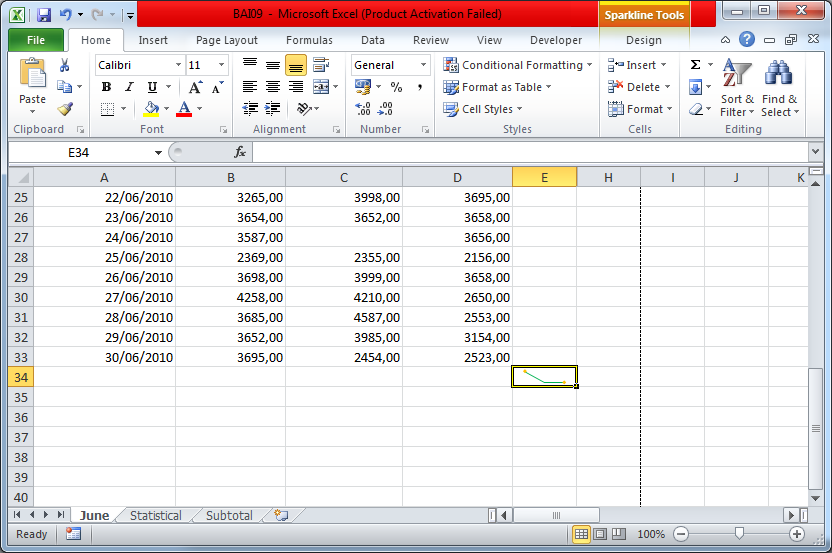 BAI09 - Microsoft Excel (Product Activation Failed)
Sparkline Tools
File Home Insert Page Layout Formulas Data Review View Developer Design
Calibri 11 General Conditional Formatting Insert Σ
Paste B I U A A % , Format as Table Delete Sort & Find &
A Cell Styles Format Filter Select
Clipboard Font Alignment Number Styles Cells Editing
E34 fx
A B C D E H I J K
25 22/06/2010 3265,00 3998,00 3695,00
26 23/06/2010 3654,00 3652,00 3658,00
27 24/06/2010 3587,00 3656,00
28 25/06/2010 2369,00 2355,00 2156,00
29 26/06/2010 3698,00 3999,00 3658,00
30 27/06/2010 4258,00 4210,00 2650,00
31 28/06/2010 3685,00 4587,00 2553,00
32 29/06/2010 3652,00 3985,00 3154,00
33 30/06/2010 3695,00 2454,00 2523,00
34
35
36
37
38
39
40
June Statistical Subtotal
Ready 100%